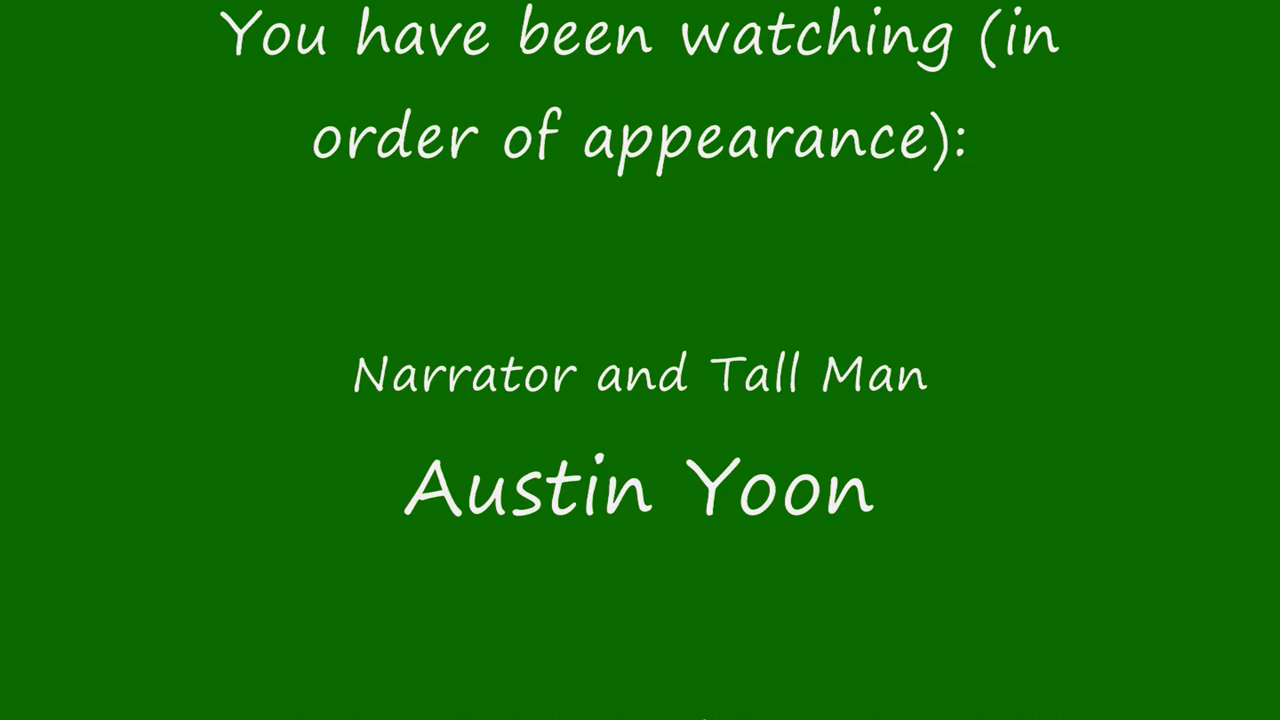 You have been watching (in
order of appearance):
Narrator and Tall Man
Austin Yoon